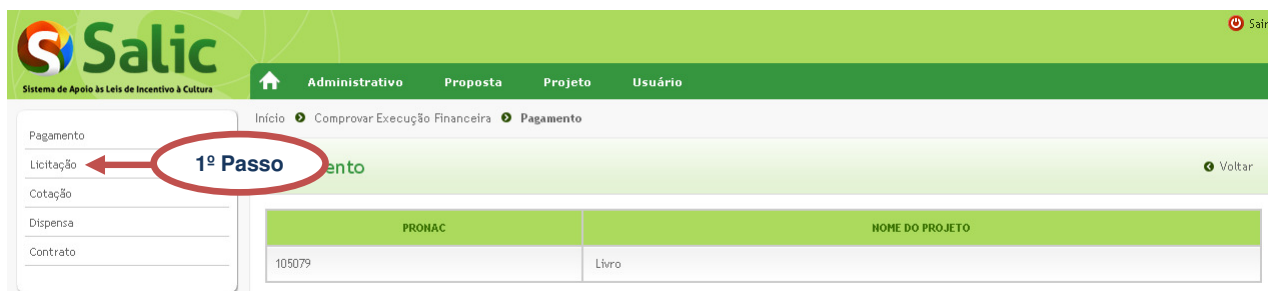 Salic
Sistema de Apoio às Leis de Incentivo à Cultura
Sair
Administrativo Proposta Projeto Usuário
Início Comprovar Execução Financeira Pagamento
Pagamento
Licitação
Cotação
Dispensa
Contrato
1º Passo
ento
Voltar
PRONAC NOME DO PROJETO
105079 Livro